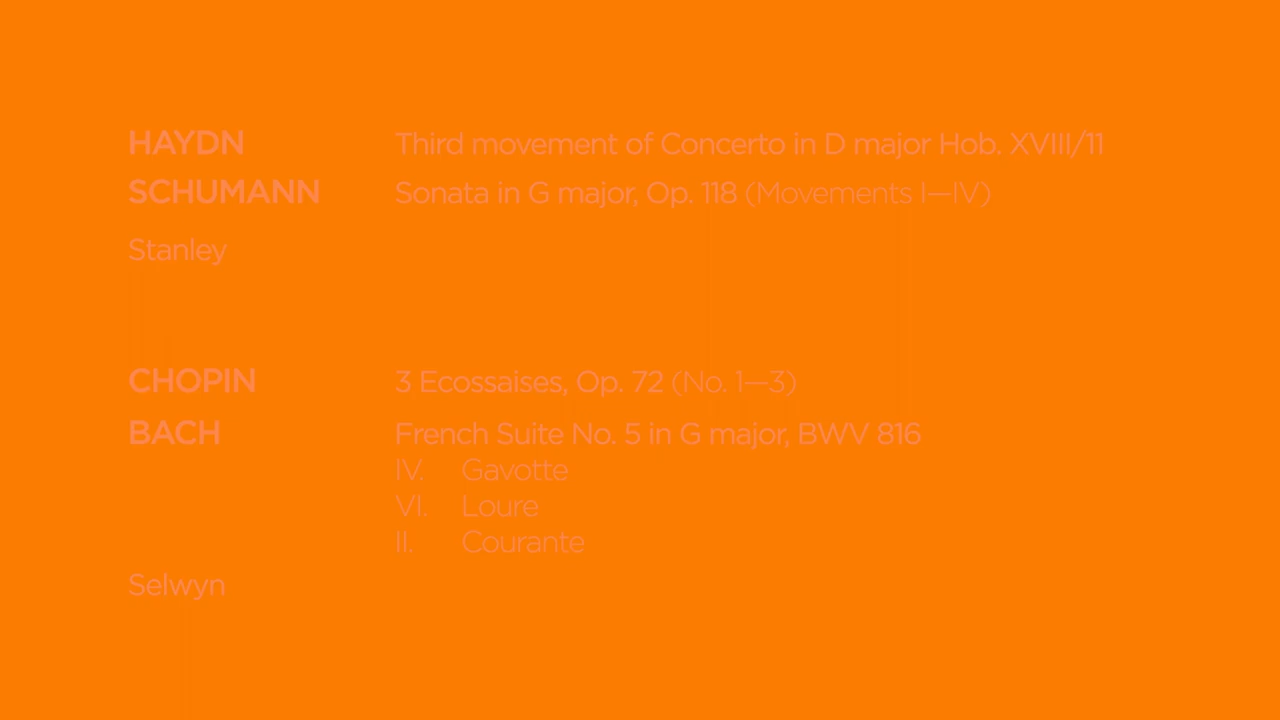 HAYDN Third movement of Concerto in D major Hob. XVIII/11
SCHUMANN Sonata in G major, Op. 118 (Movements I—IV)
Stanley
CHOPIN 3 Ecossaises, Op. 72 (No. 1—3)
BACH French Suite No. 5 in G major, BWV 816
IV. Gavotte
VI. Loure
II. Courante
Selwyn